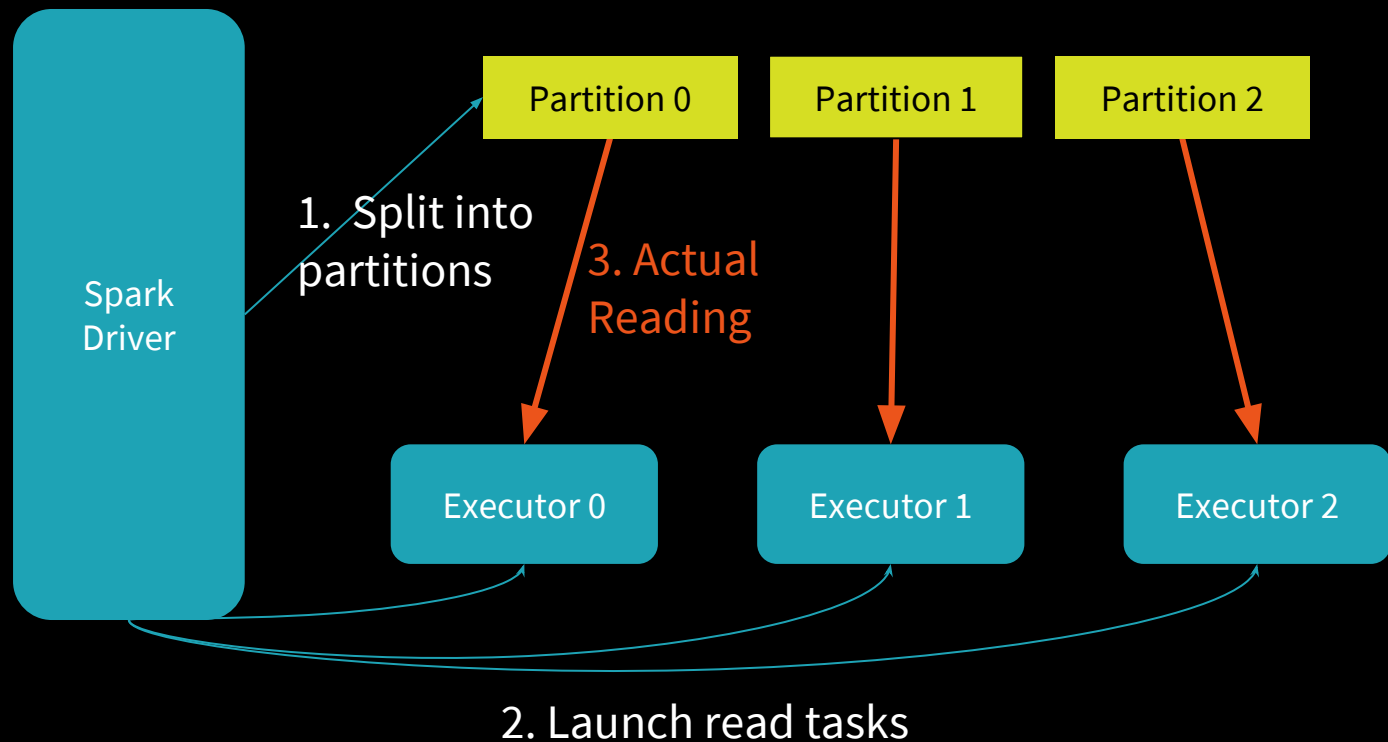 Partition 0
Partition 1
Partition 2
1.  Split into
partitions
3. Actual
Reading
Spark
Driver
Executor 0
Executor 1
Executor 2
2. Launch read tasks